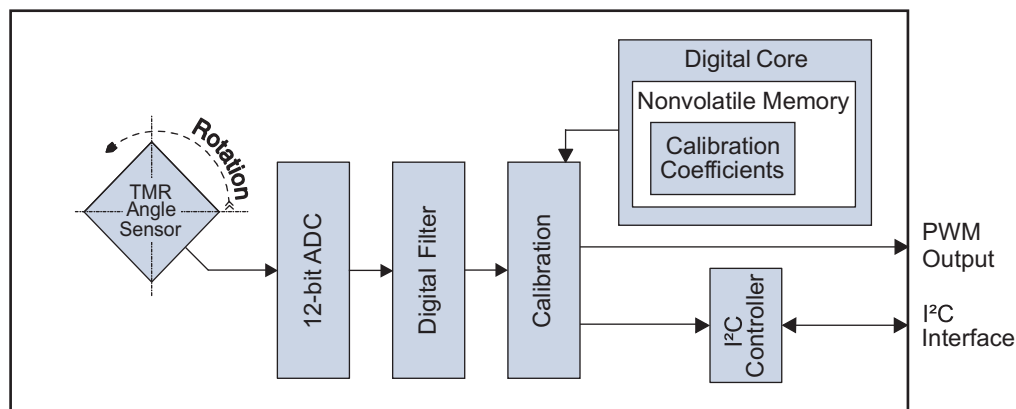 Digital Core
Nonvolatile Memory
Calibration
Coefficients
Rotation
TMR
Angle
Sensor
12-bit ADC
Digital Filter
Calibration
I²C
Controller
PWM
Output
I²C
Interface